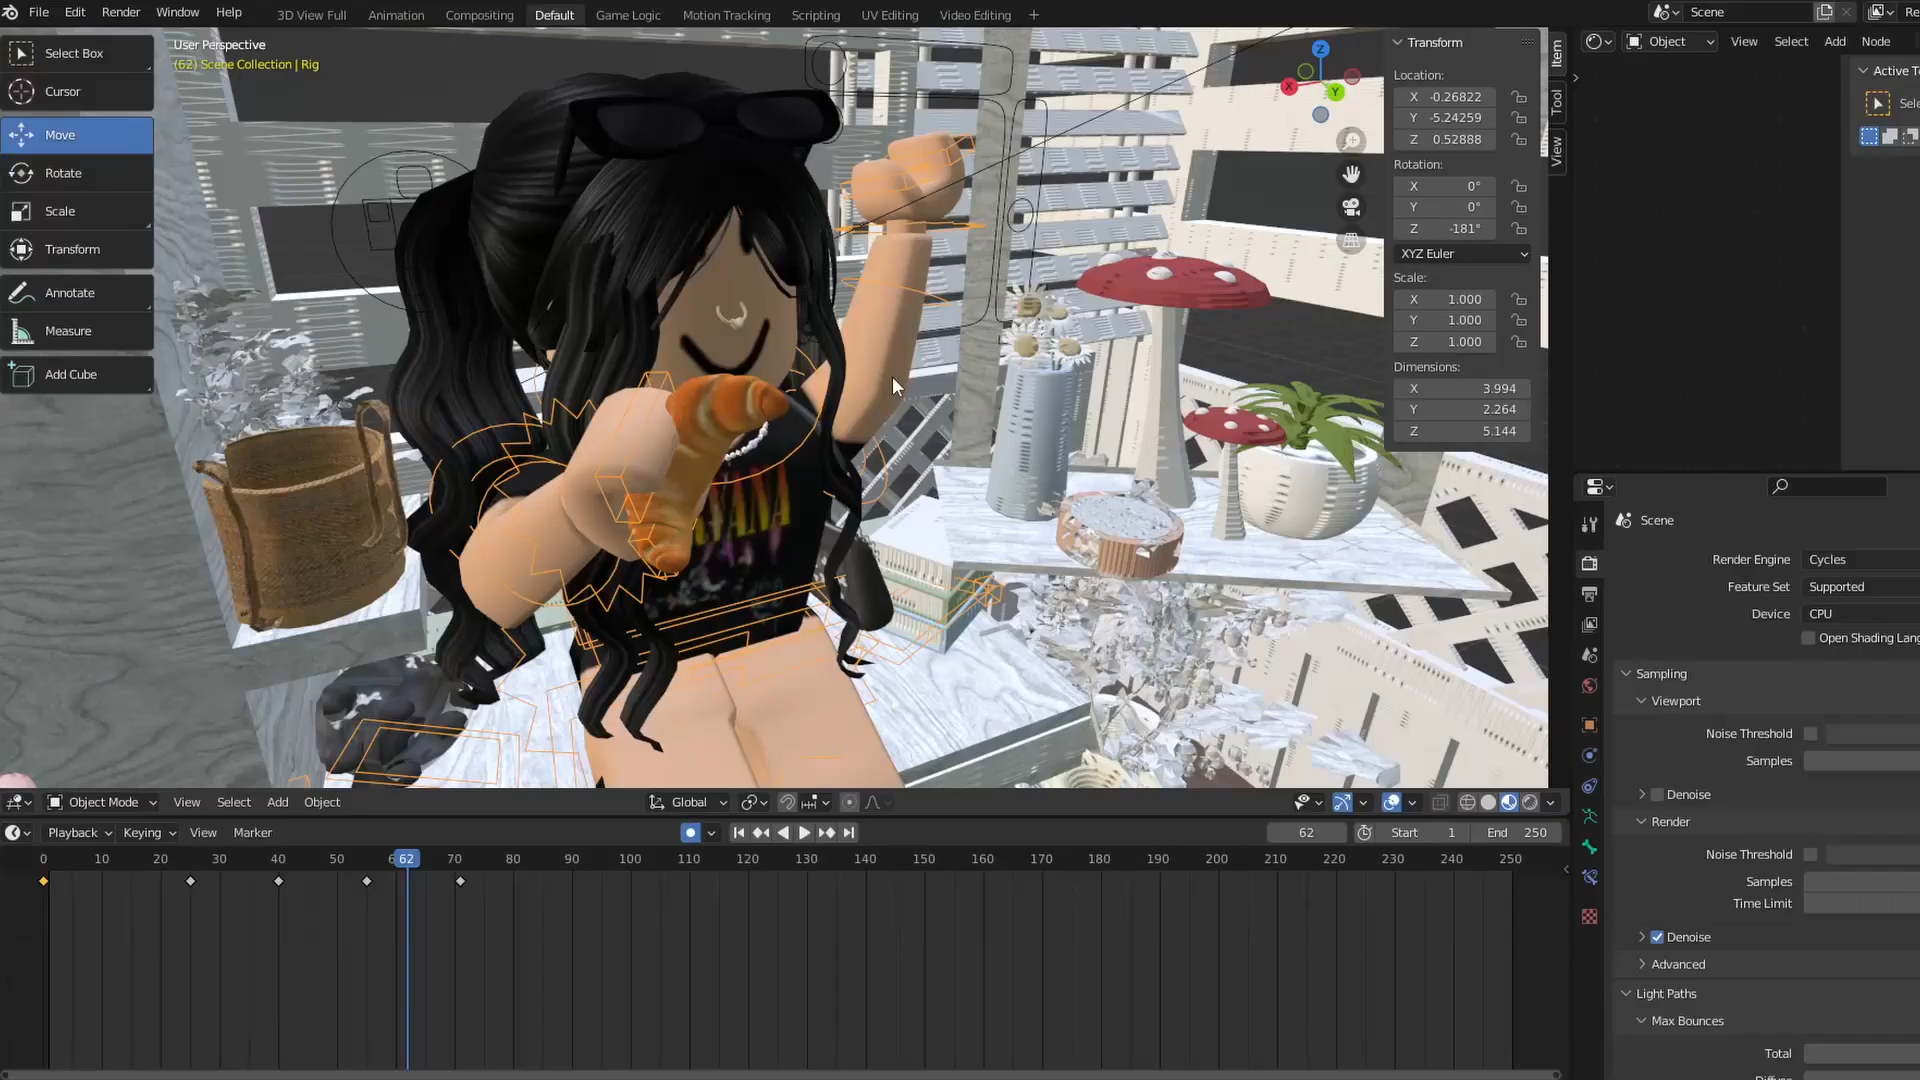 File Edit Render Window Help 3D View Full Animation Compositing Default Game Logic Motion Tracking Scripting UV Editing Video Editing Scene
Select Box
Cursor
Move
Rotate
Scale
Transform
Annotate
Measure
Add Cube
User Perspective
(62) Scene Collection | Rig
Transform
Location:
X -0.26822
Y -5.24259
Z 0.52888
Rotation:
X 0°
Y 0°
Z -181°
XYZ Euler
Scale:
X 1.000
Y 1.000
Z 1.000
Dimensions:
X 3.994
Y 2.264
Z 5.144
Item
Tool
View
Z
X
Y
Object View Select Add Node
Scene
Render Engine Cycles
Feature Set Supported
Device CPU
Open Shading Lang
Sampling
Viewport
Noise Threshold
Samples
Denoise
Render
Noise Threshold
Samples
Time Limit
Denoise
Advanced
Light Paths
Max Bounces
Total
Object Mode View Select Add Object Global
Playback Keying View Marker 62 Start 1 End 250
0 10 20 30 40 50 62 70 80 90 100 110 120 130 140 150 160 170 180 190 200 210 220 230 240 250